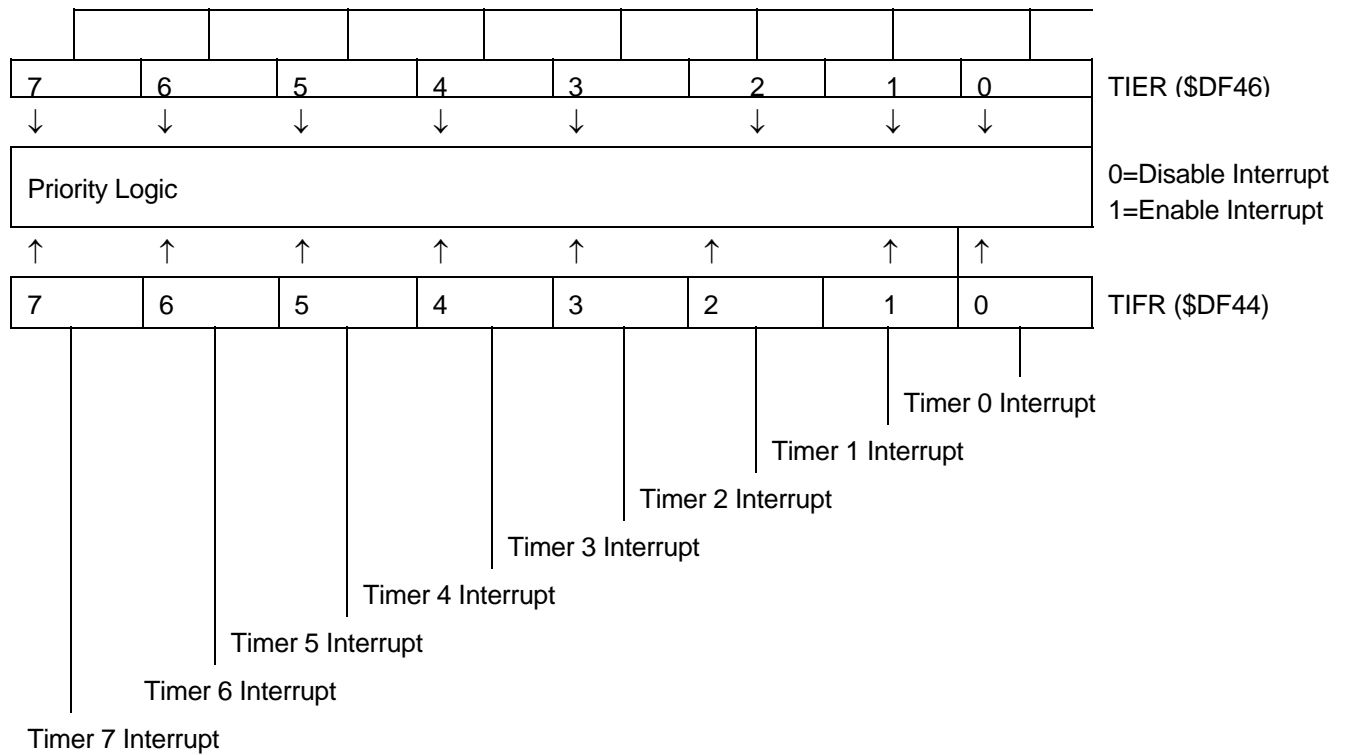 7 6 5 4 3 2 1 0 TIER ($DF46)
↓ ↓ ↓ ↓ ↓ ↓ ↓ ↓
Priority Logic
0=Disable Interrupt
1=Enable Interrupt
↑ ↑ ↑ ↑ ↑ ↑ ↑ ↑
7 6 5 4 3 2 1 0 TIFR ($DF44)
Timer 0 Interrupt
Timer 1 Interrupt
Timer 2 Interrupt
Timer 3 Interrupt
Timer 4 Interrupt
Timer 5 Interrupt
Timer 6 Interrupt
Timer 7 Interrupt